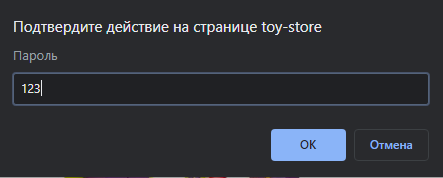 Подтвердите действие на странице toy-store
Пароль
123
OK
Отмена